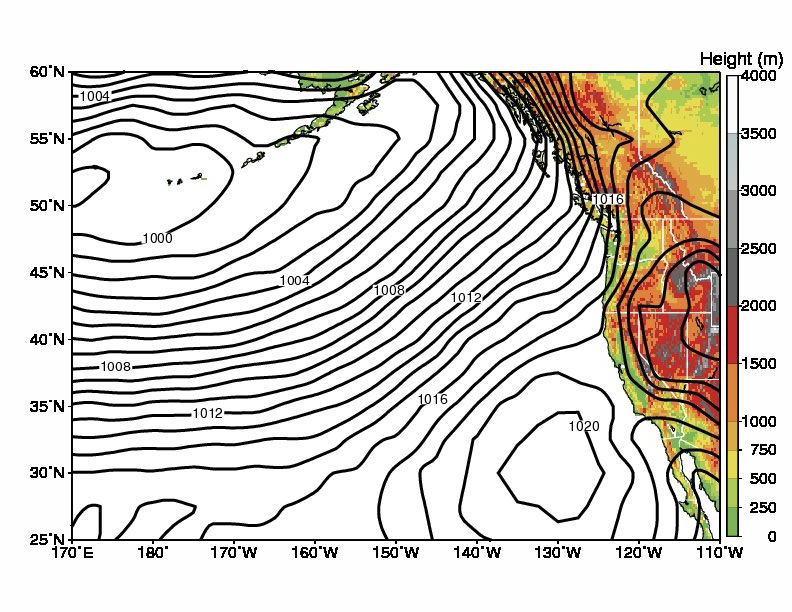 Height (m)
60°N
4000
1004
3500
55°N
3000
50°N
1016
1000
2500
45°N
1004
1008
1012
2000
40°N
1008
1500
35°N
1016
1012
1020
1000
750
30°N
500
250
25°N
0
170°E
180°
170°W
160°W
150°W
140°W
130°W
120°W
110°W